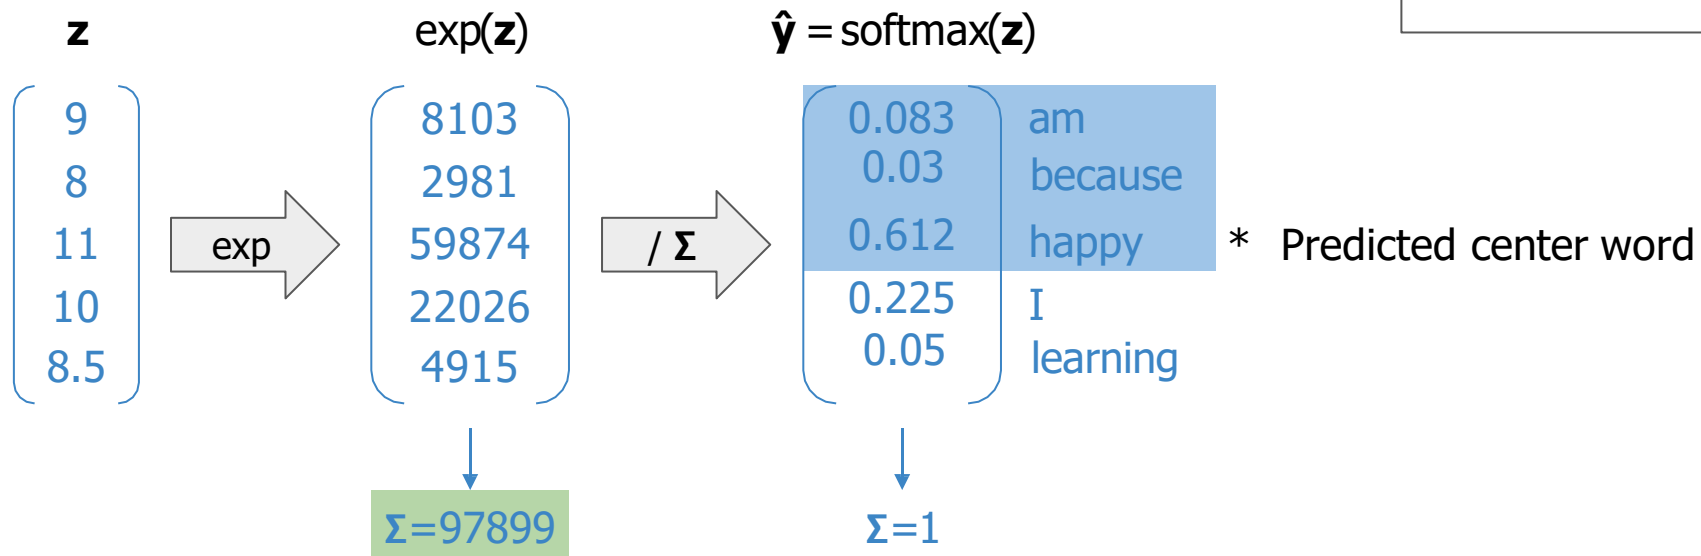 z exp(z) ŷ = softmax(z)
9 8103 0.083 am
8 2981 0.03 because
11 exp 59874 / Σ 0.612 happy * Predicted center word
10 22026 0.225 I
8.5 4915 0.05 learning
Σ=97899 Σ=1